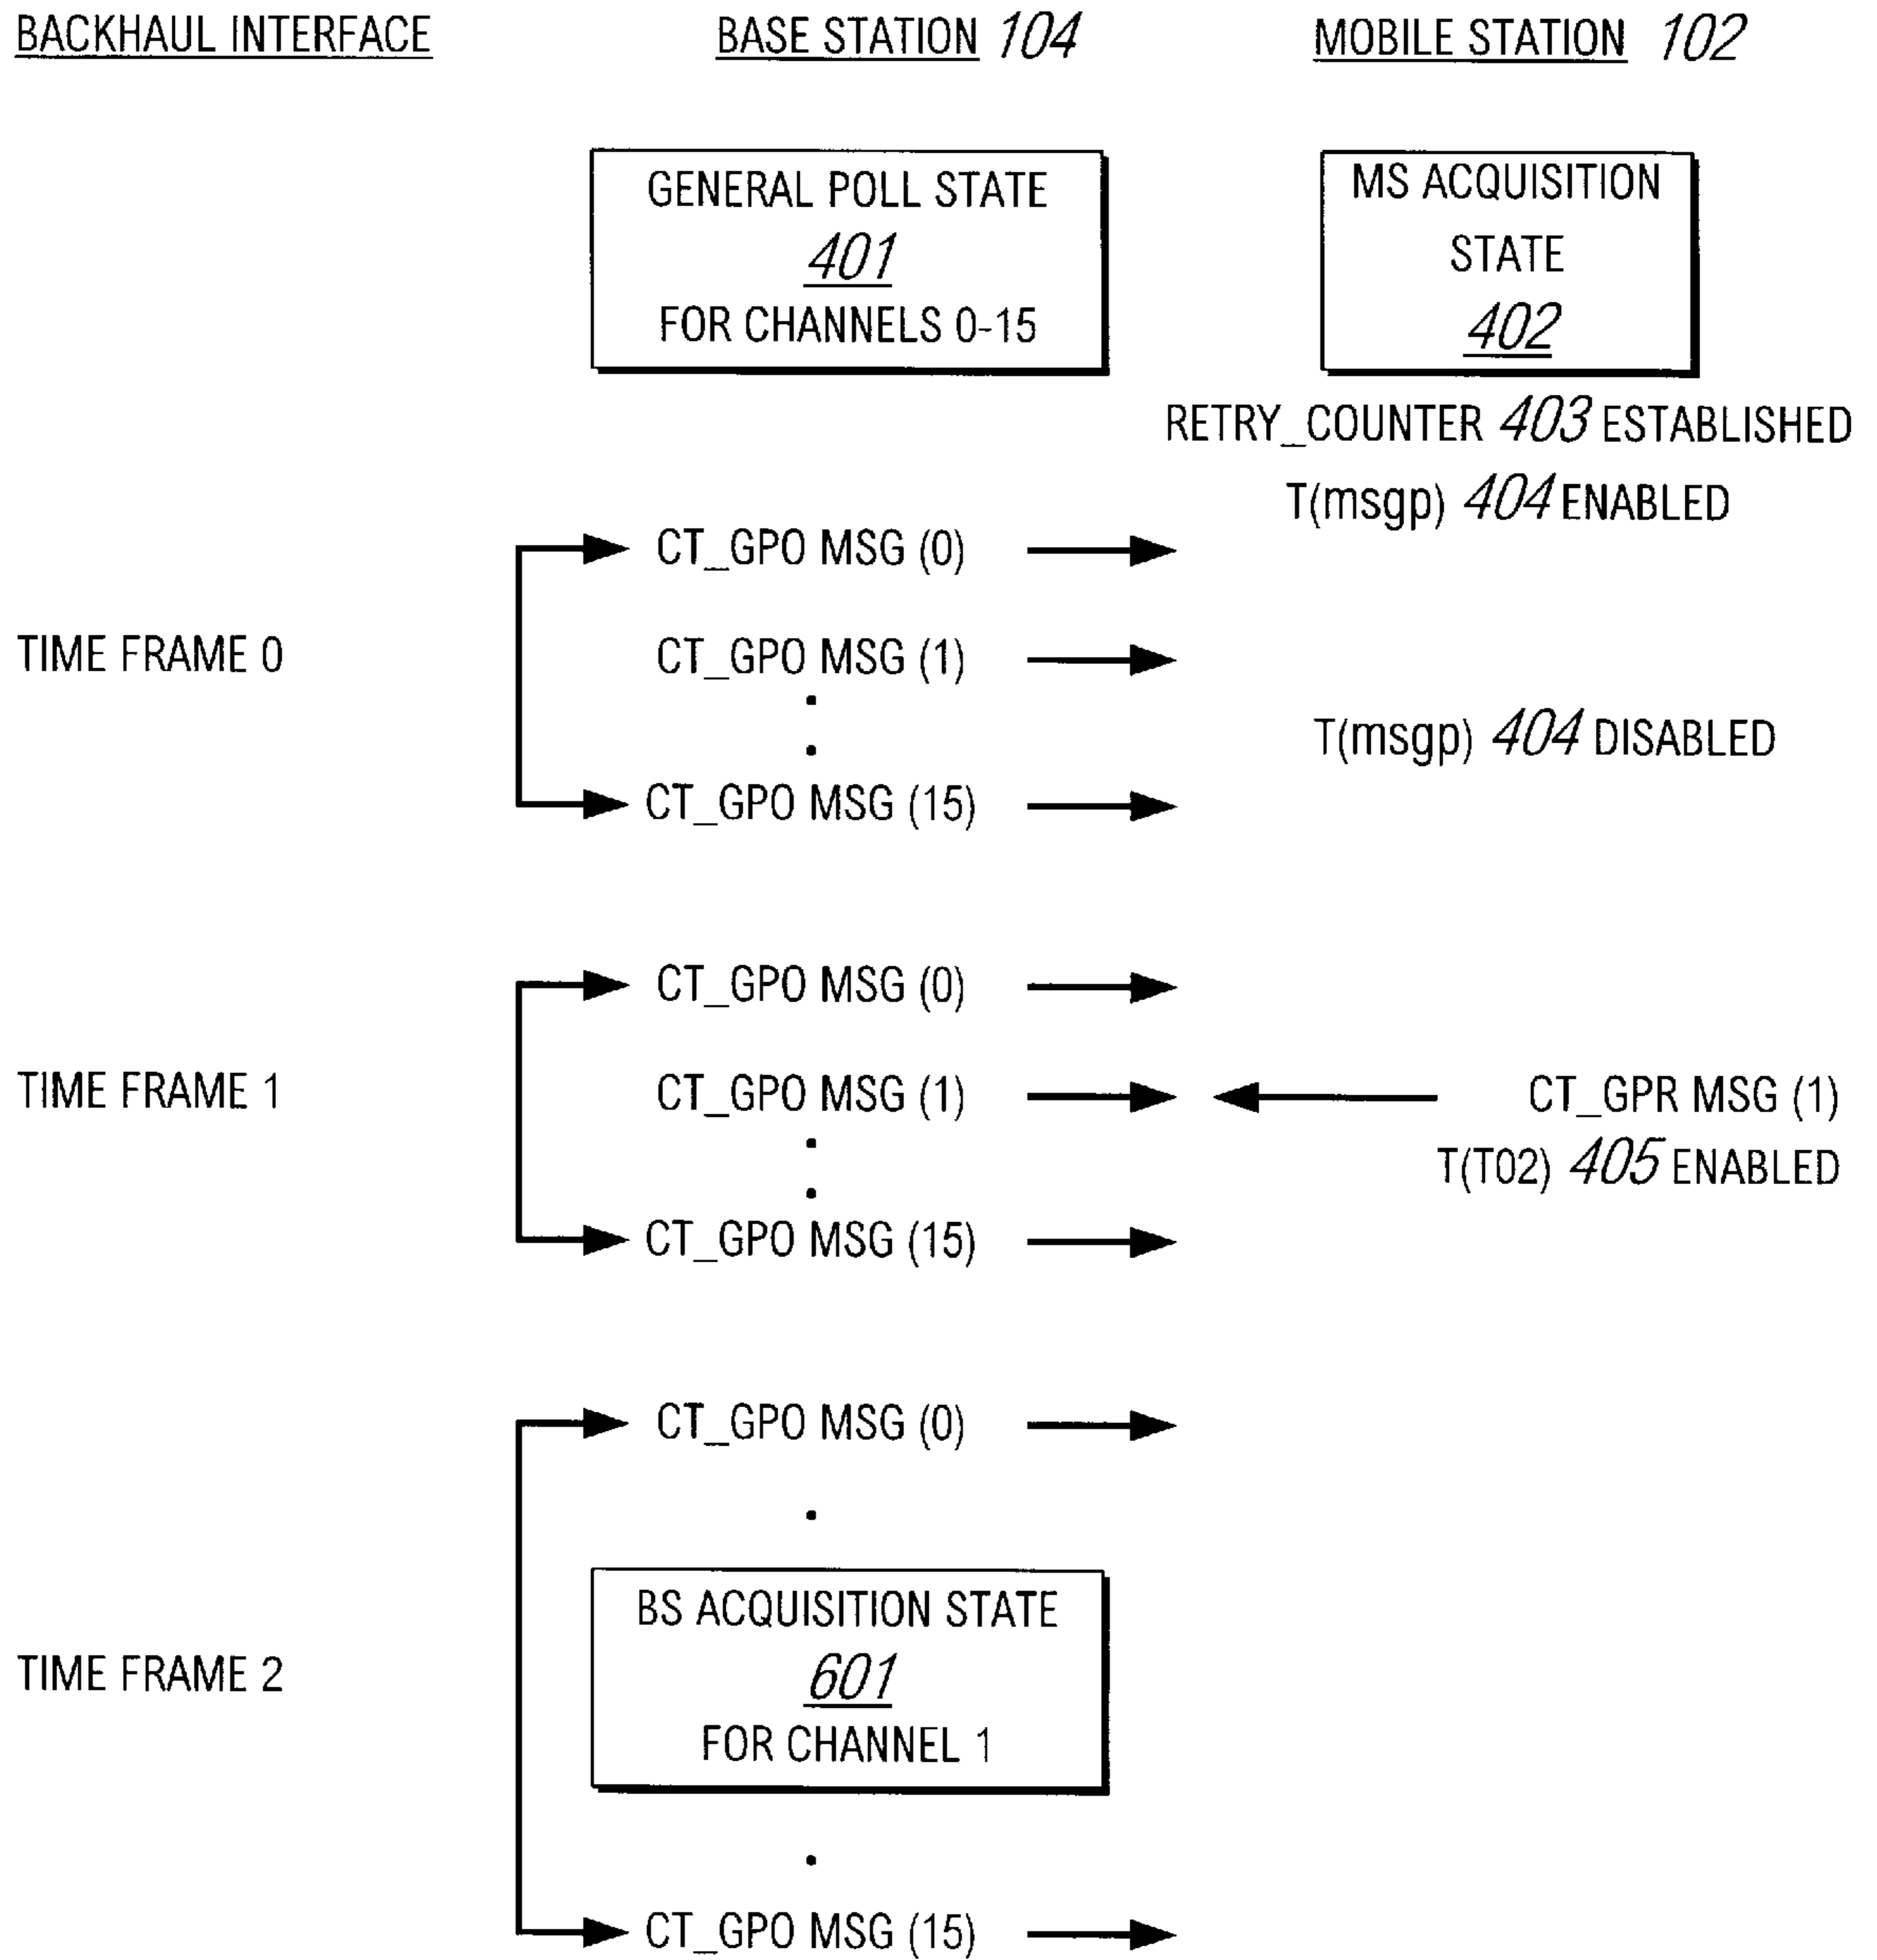 BACKHAUL INTERFACE
BASE STATION 104
MOBILE STATION 102
GENERAL POLL STATE
401
FOR CHANNELS 0-15
MS ACQUISITION
STATE
402
RETRY_COUNTER 403 ESTABLISHED
T(msgp) 404 ENABLED
CT_GPO MSG (0)
TIME FRAME 0
CT_GPO MSG (1)
T(msgp) 404 DISABLED
CT_GPO MSG (15)
CT_GPO MSG (0)
TIME FRAME 1
CT_GPO MSG (1)
CT_GPR MSG (1)
T(T02) 405 ENABLED
CT_GPO MSG (15)
CT_GPO MSG (0)
BS ACQUISITION STATE
601
FOR CHANNEL 1
TIME FRAME 2
CT_GPO MSG (15)